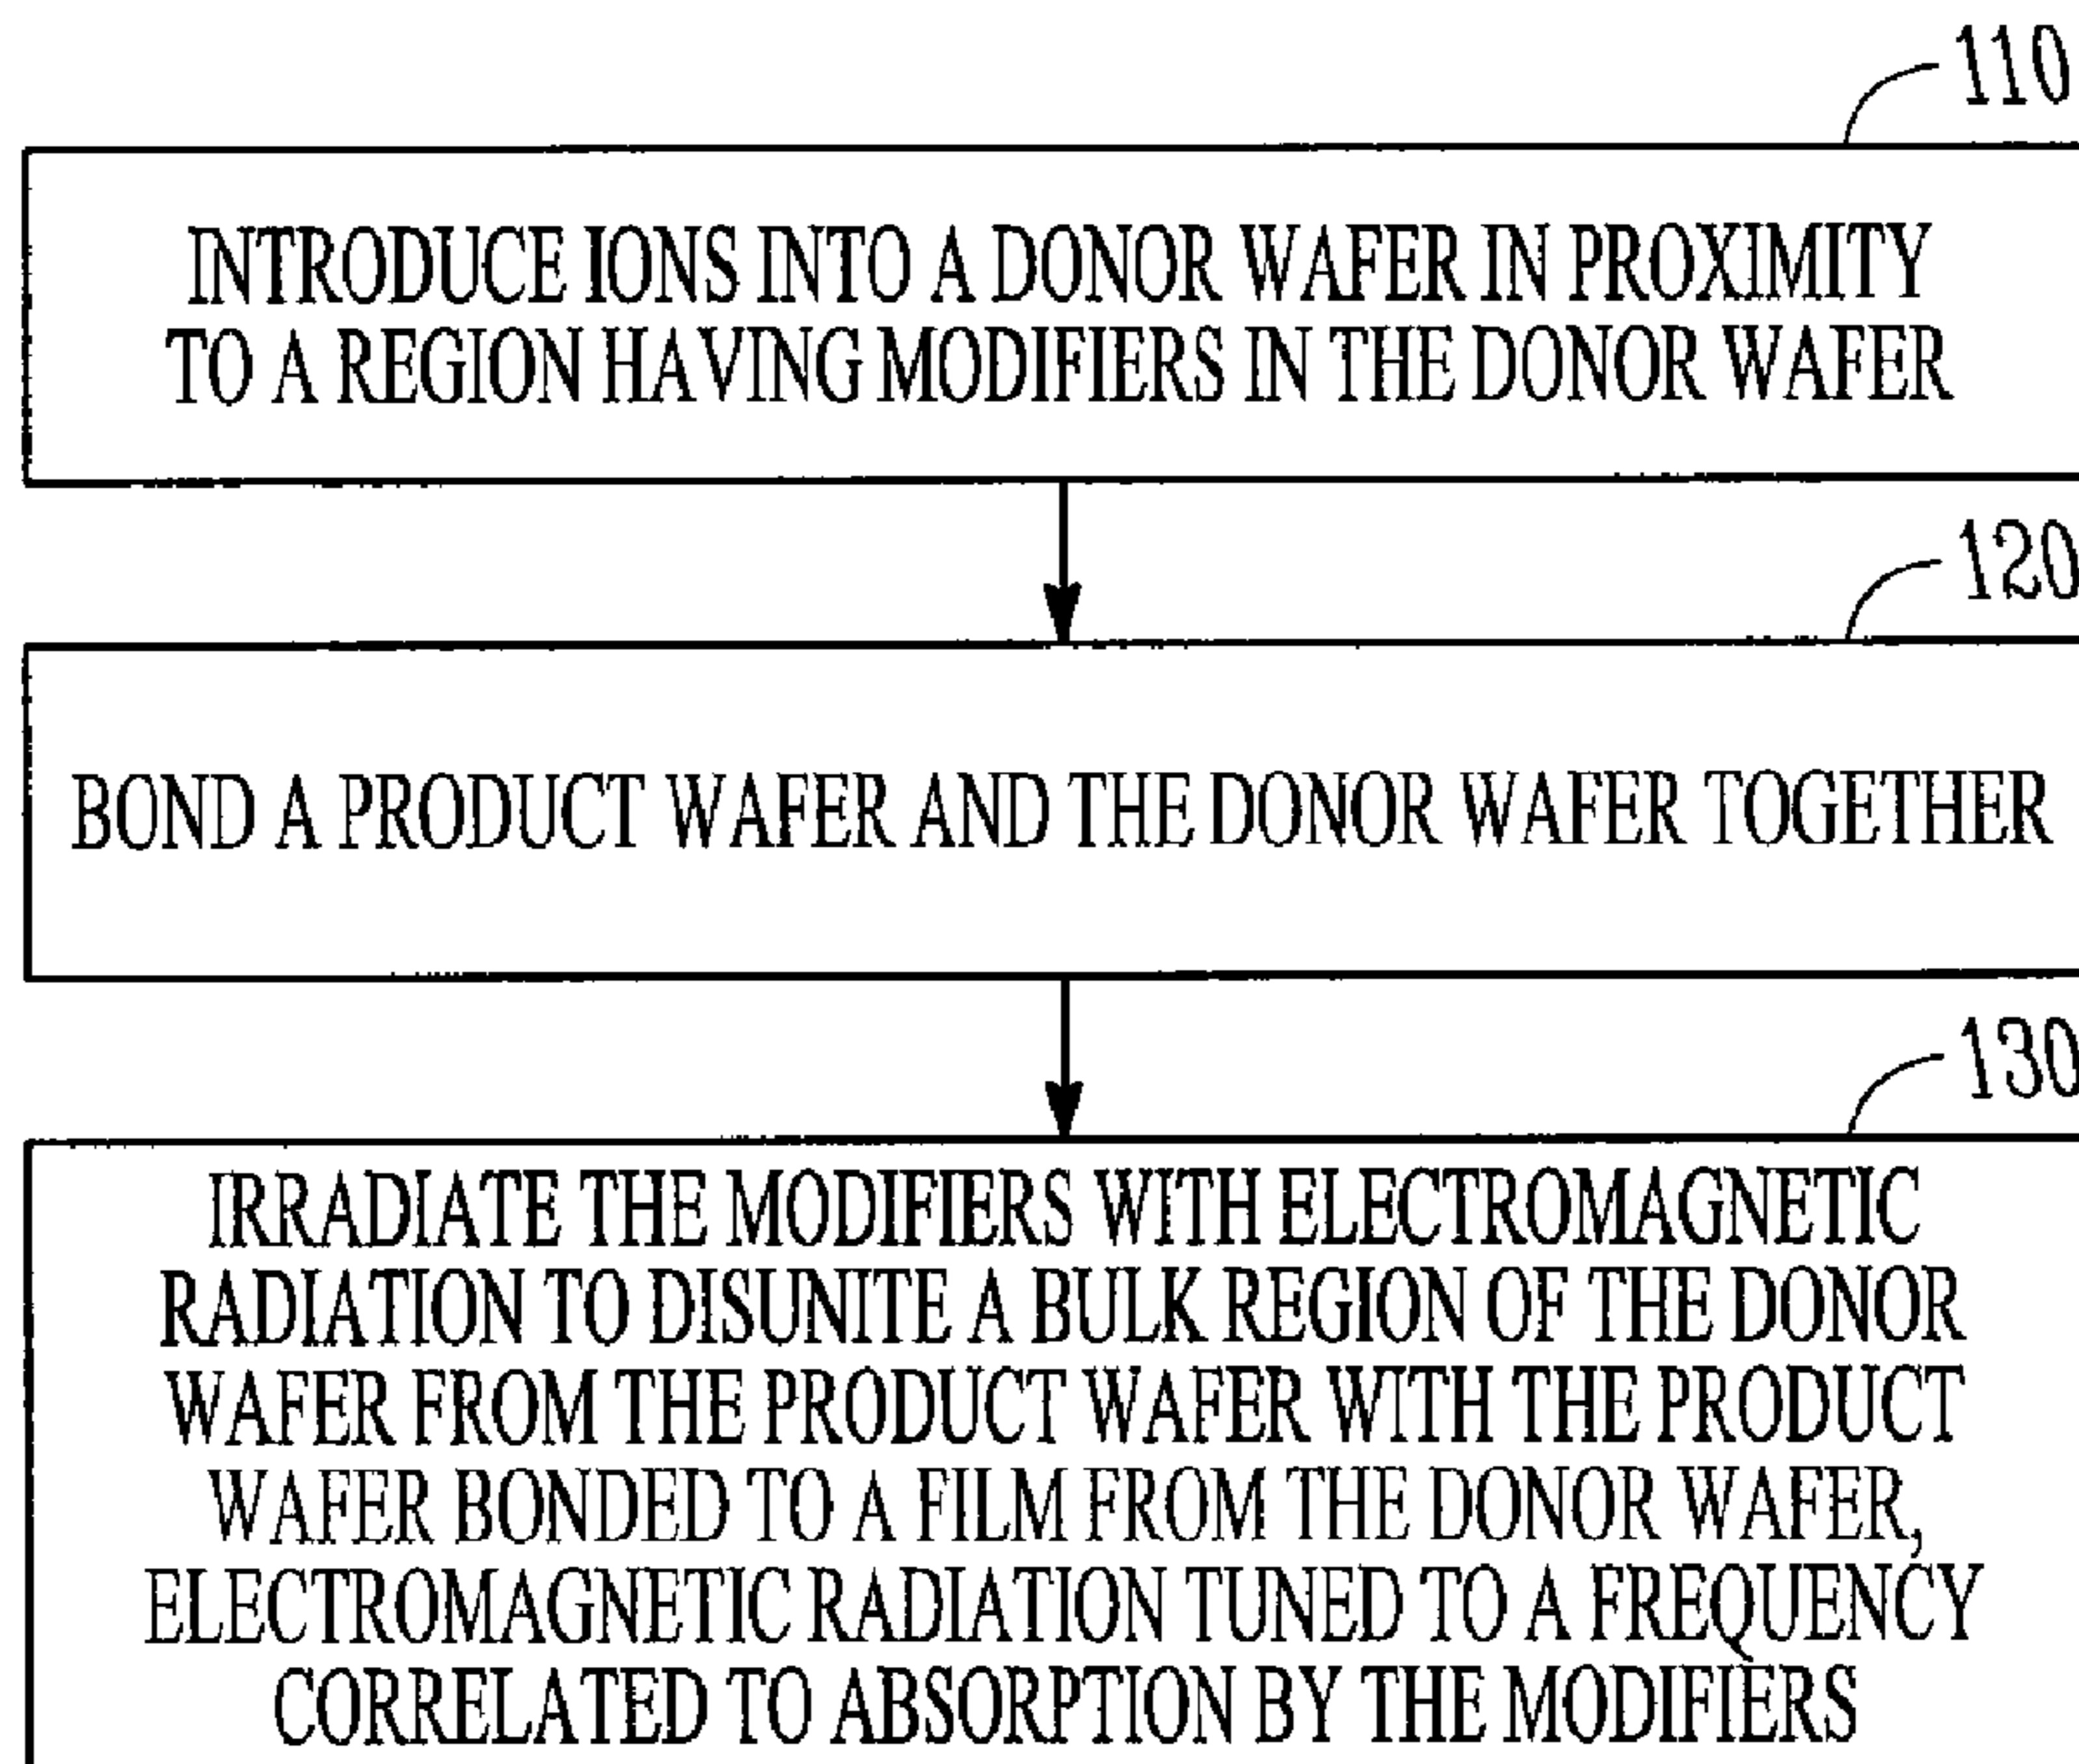 110
INTRODUCE IONS INTO A DONOR WAFER IN PROXIMITY
TO A REGION HAVING MODIFIERS IN THE DONOR WAFER
120
BOND A PRODUCT WAFER AND THE DONOR WAFER TOGETHER
130
IRRADIATE THE MODIFIERS WITH ELECTROMAGNETIC
RADIATION TO DISUNITE A BULK REGION OF THE DONOR
WAFER FROM THE PRODUCT WAFER WITH THE PRODUCT
WAFER BONDED TO A FILM FROM THE DONOR WAFER,
ELECTROMAGNETIC RADIATION TUNED TO A FREQUENCY
CORRELATED TO ABSORPTION BY THE MODIFIERS